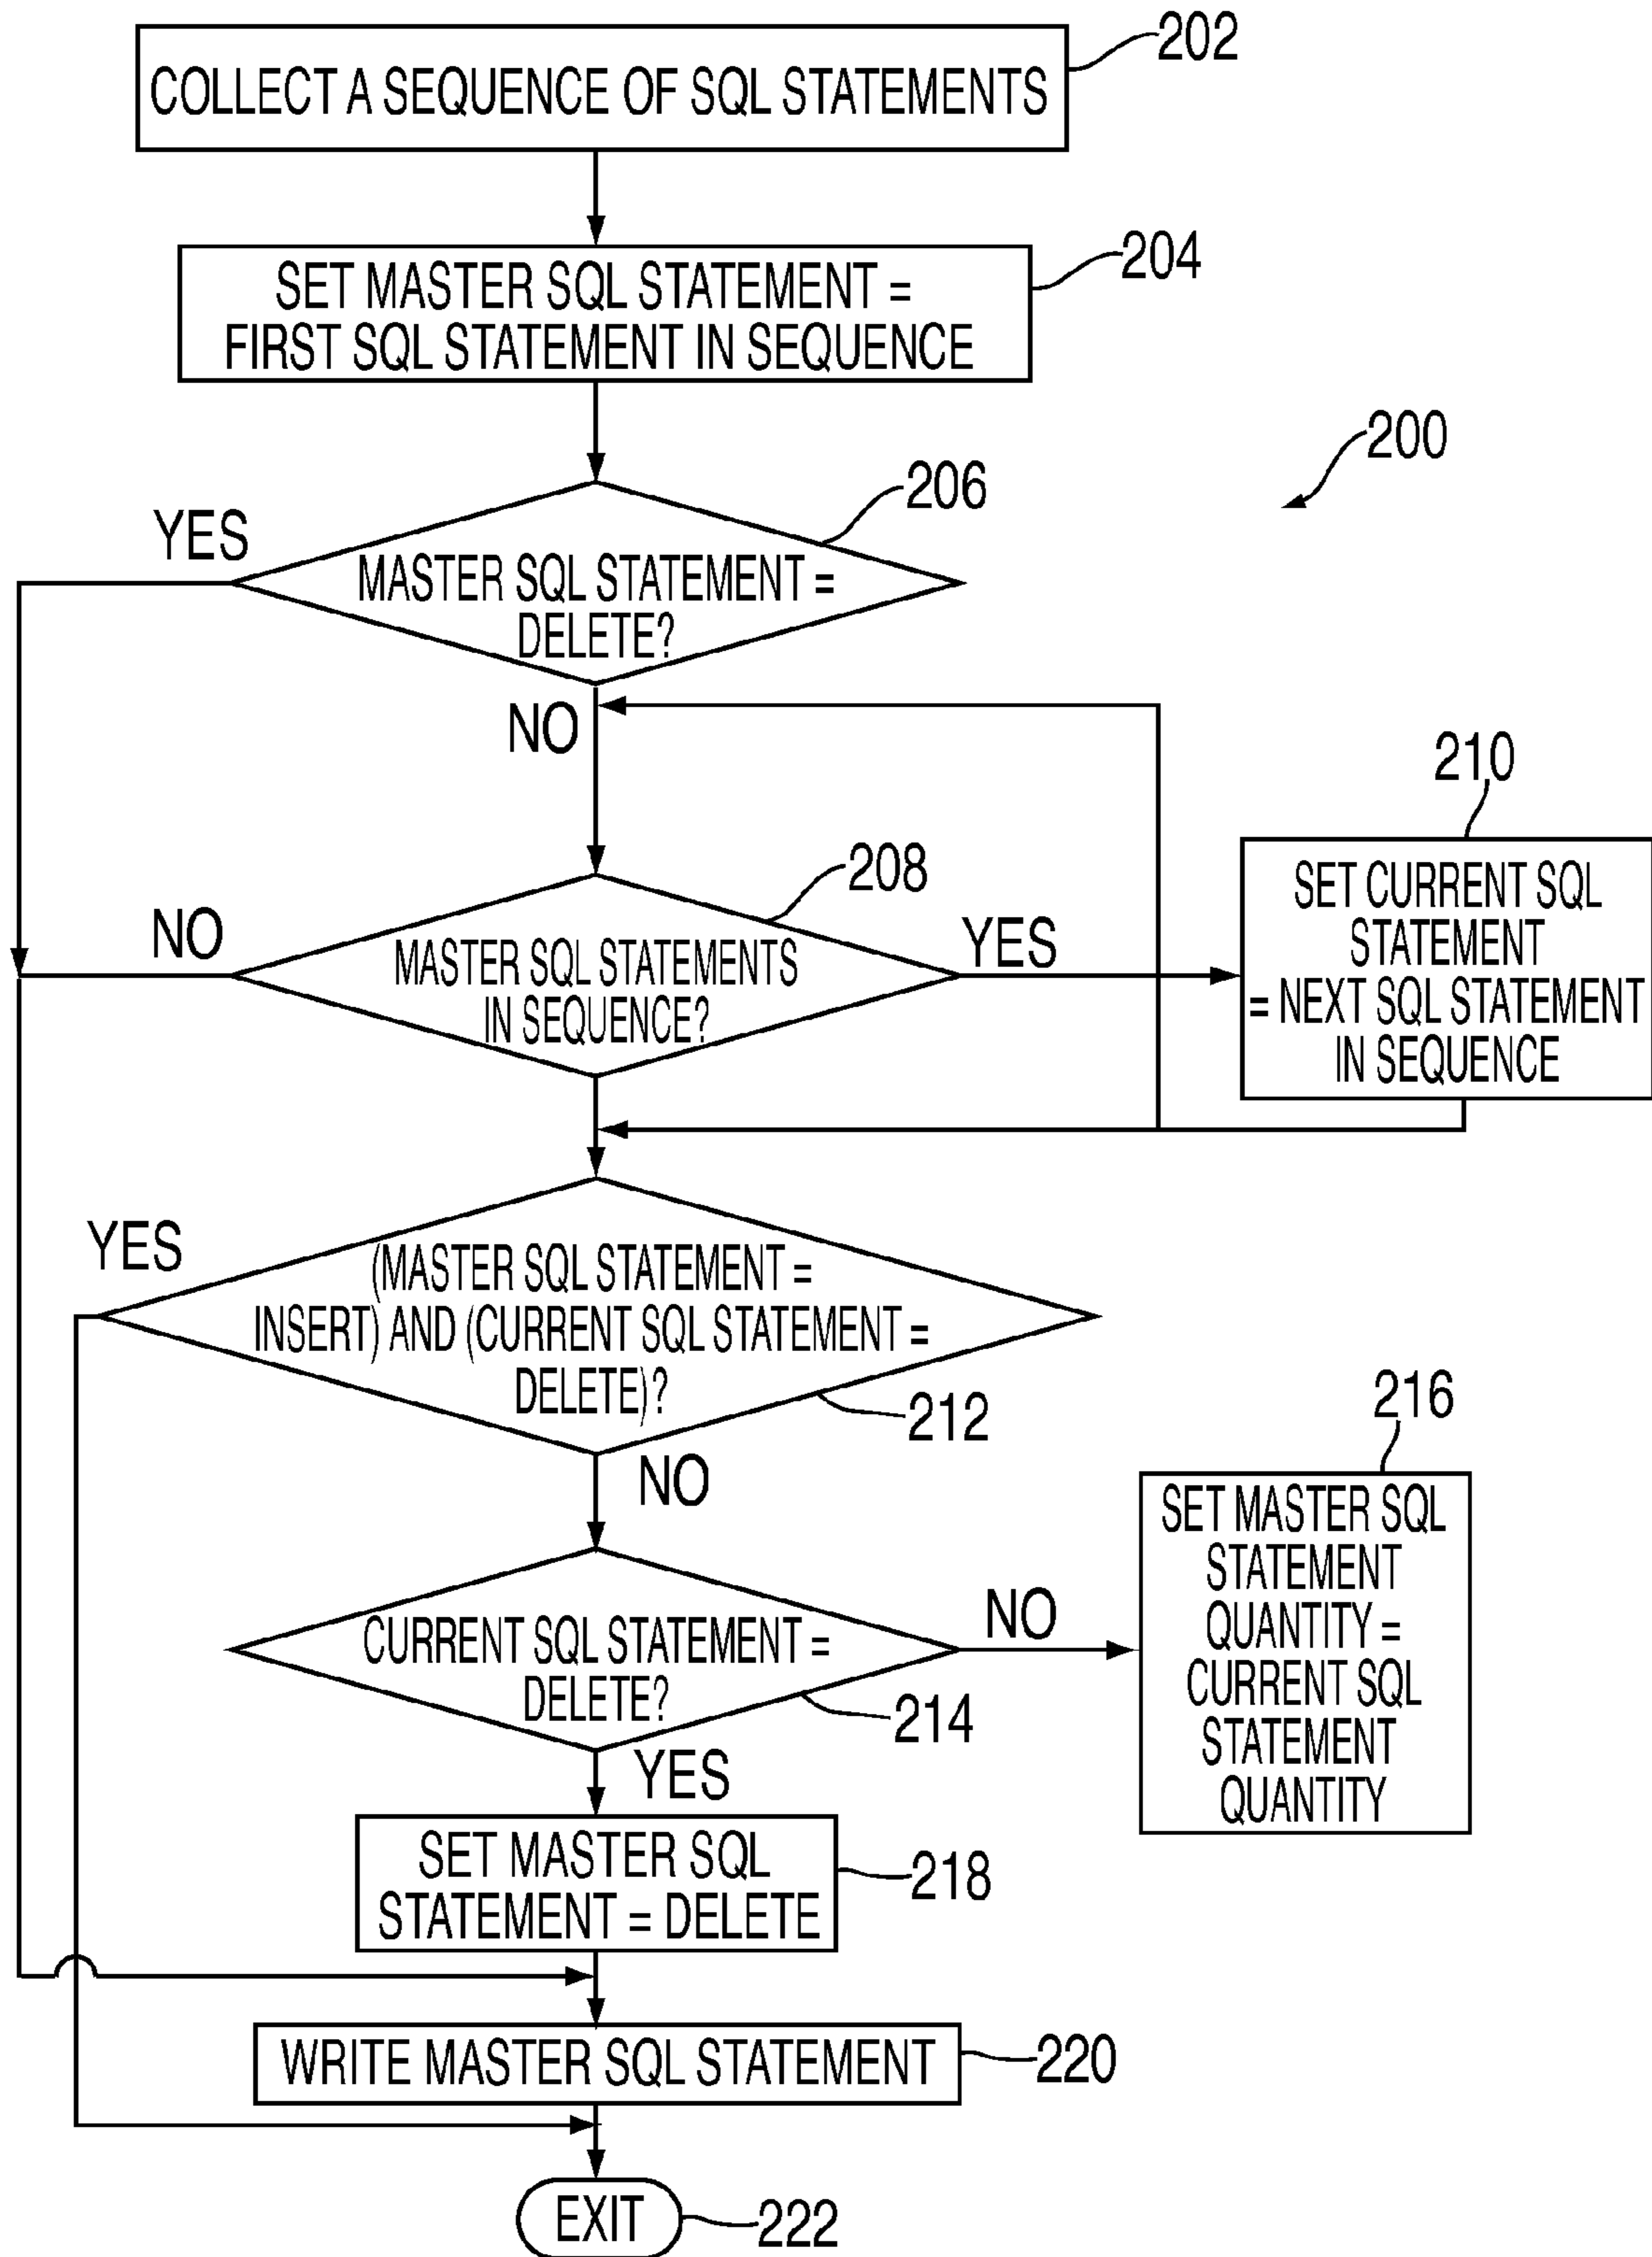 202
COLLECT A SEQUENCE OF SQL STATEMENTS
204
SET MASTER SQL STATEMENT =
FIRST SQL STATEMENT IN SEQUENCE
200
206
YES
MASTER SQL STATEMENT =
DELETE?
NO
210
208
SET CURRENT SQL
STATEMENT
= NEXT SQL STATEMENT
IN SEQUENCE
NO
YES
MASTER SQL STATEMENTS
IN SEQUENCE?
YES
(MASTER SQL STATEMENT =
INSERT) AND (CURRENT SQL STATEMENT =
DELETE)?
212
NO
216
SET MASTER SQL
STATEMENT
QUANTITY =
CURRENT SQL
STATEMENT
QUANTITY
NO
CURRENT SQL STATEMENT =
DELETE?
214
YES
SET MASTER SQL
STATEMENT = DELETE
218
WRITE MASTER SQL STATEMENT
220
EXIT
222